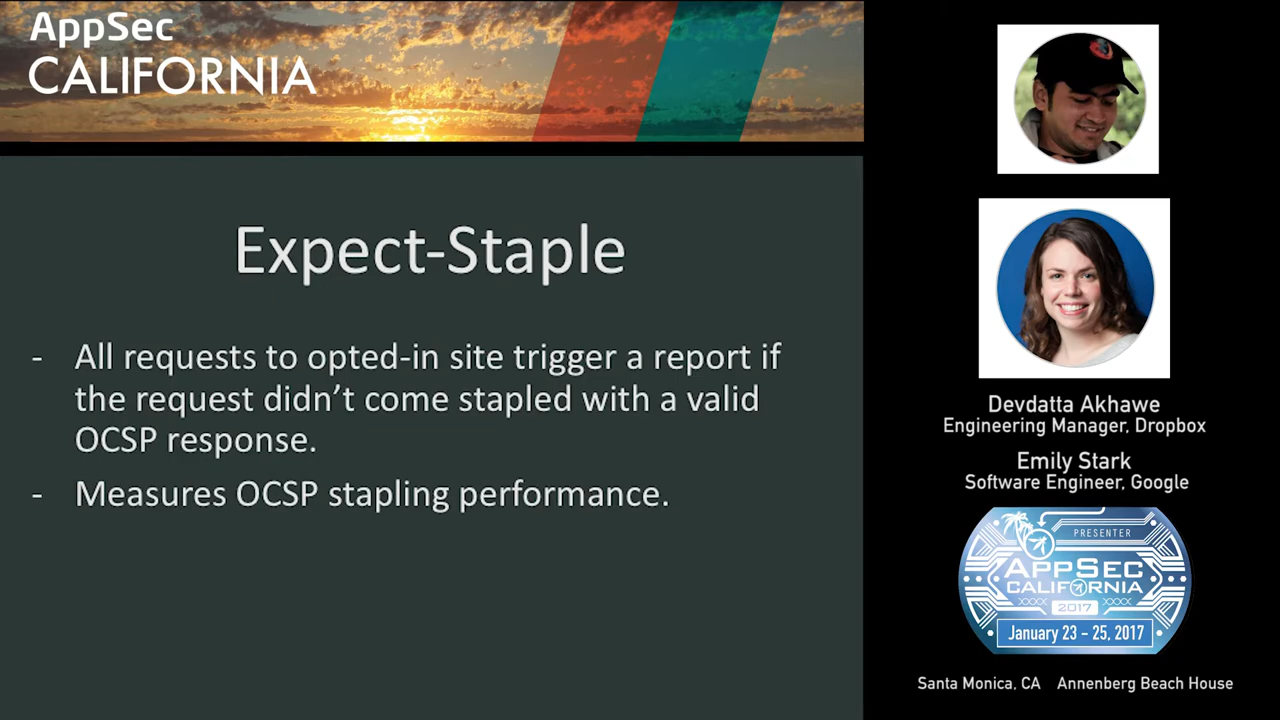 AppSec
CALIFORNIA
Expect-Staple
- All requests to opted-in site trigger a report if
the request didn't come stapled with a valid
OCSP response.
- Measures OCSP stapling performance.
Devdatta Akhawe
Engineering Manager, Dropbox
Emily Stark
Software Engineer, Google
PRESENTER
APPSEC
CALIFORNIA
2017
January 23 - 25, 2017
Santa Monica, CA Annenberg Beach House